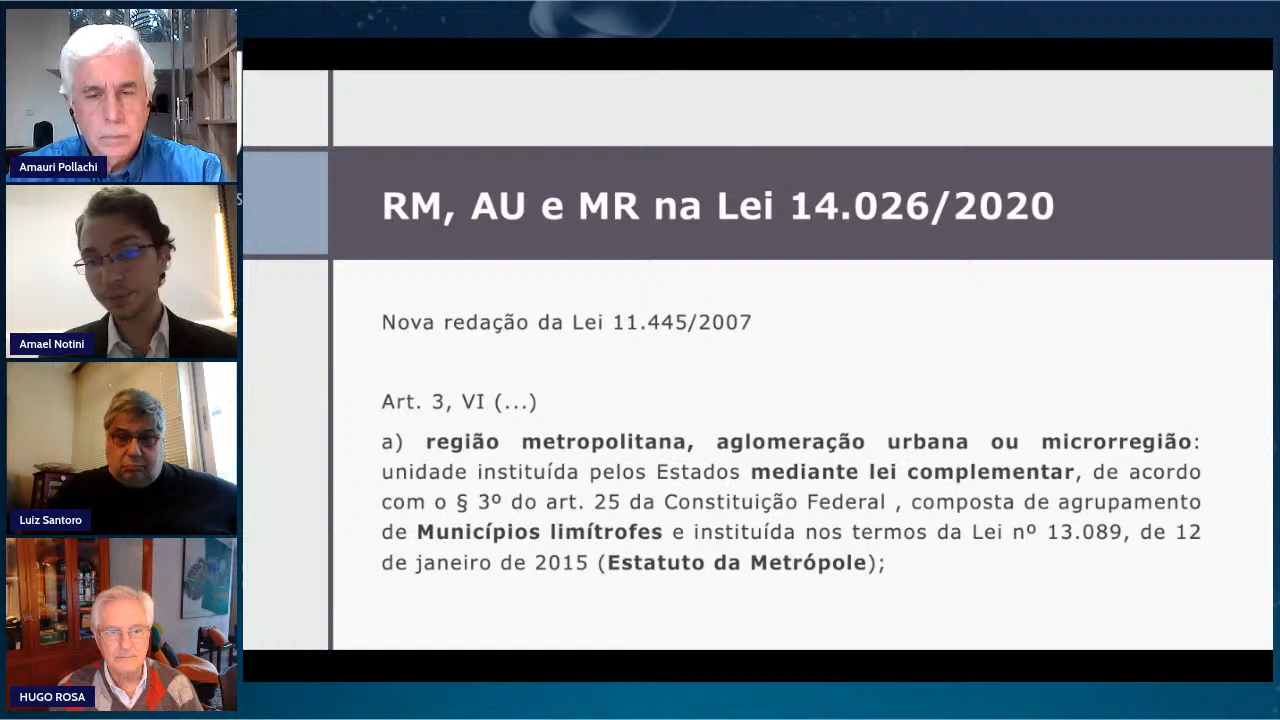 Amauri Pollachi
Amael Notini
Luiz Santoro
HUGO ROSA
RM, AU e MR na Lei 14.026/2020
Nova redação da Lei 11.445/2007
Art. 3, VI (...)
a) região metropolitana, aglomeração urbana ou microrregião:
unidade instituída pelos Estados mediante lei complementar, de acordo
com o § 3º do art. 25 da Constituição Federal , composta de agrupamento
de Municípios limítrofes e instituída nos termos da Lei nº 13.089, de 12
de janeiro de 2015 (Estatuto da Metrópole);